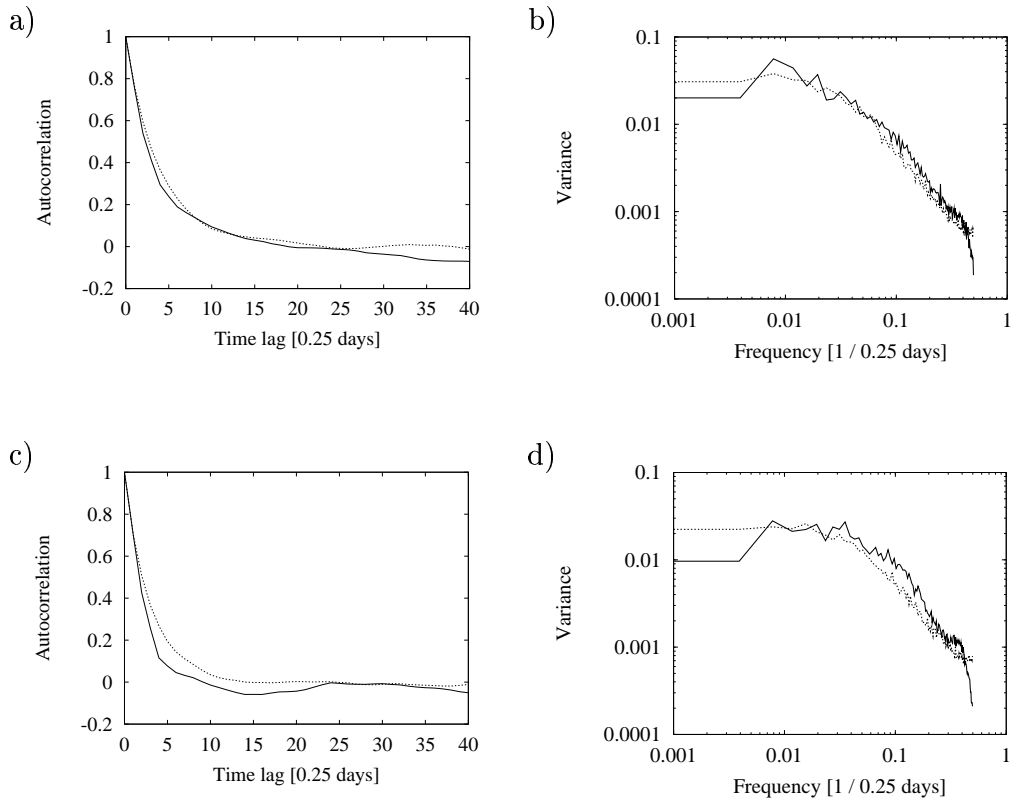 a)
1
0.8
0.6
0.4
0.2
0
-0.2
Autocorrelation
0 5 10 15 20 25 30 35 40
Time lag [0.25 days]
b)
0.1
0.01
0.001
0.0001
Variance
0.001 0.01 0.1 1
Frequency [1 / 0.25 days]
c)
1
0.8
0.6
0.4
0.2
0
-0.2
Autocorrelation
0 5 10 15 20 25 30 35 40
Time lag [0.25 days]
d)
0.1
0.01
0.001
0.0001
Variance
0.001 0.01 0.1 1
Frequency [1 / 0.25 days]